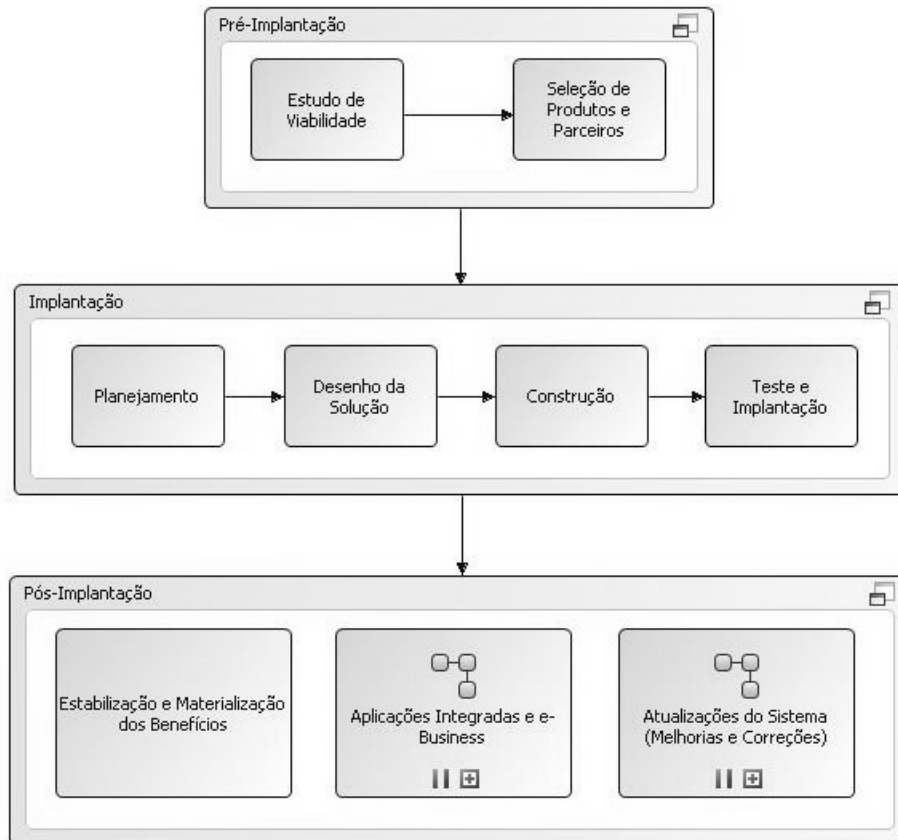 Pré-Implantação
Estudo de
Viabilidade
Seleção de
Produtos e
Parceiros
Implantação
Planejamento
Desenho da
Solução
Construção
Teste e
Implantação
Pós-Implantação
Estabilização e Materialização
dos Benefícios
Aplicações Integradas e e-
Business
Atualizações do Sistema
(Melhorias e Correções)